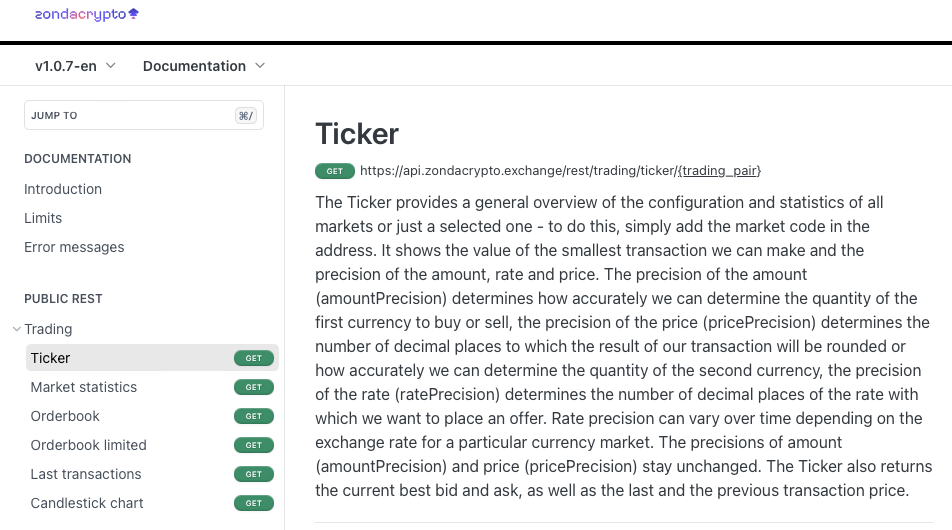 zondacrypto
v1.0.7-en
Documentation
JUMP TO
⌘/
DOCUMENTATION
Introduction
Limits
Error messages
PUBLIC REST
Trading
Ticker GET
Market statistics GET
Orderbook GET
Orderbook limited GET
Last transactions GET
Candlestick chart GET
Ticker
GET https://api.zondacrypto.exchange/rest/trading/ticker/{trading_pair}
The Ticker provides a general overview of the configuration and statistics of all
markets or just a selected one - to do this, simply add the market code in the
address. It shows the value of the smallest transaction we can make and the
precision of the amount, rate and price. The precision of the amount
(amountPrecision) determines how accurately we can determine the quantity of the
first currency to buy or sell, the precision of the price (pricePrecision) determines the
number of decimal places to which the result of our transaction will be rounded or
how accurately we can determine the quantity of the second currency, the precision
of the rate (ratePrecision) determines the number of decimal places of the rate with
which we want to place an offer. Rate precision can vary over time depending on the
exchange rate for a particular currency market. The precisions of amount
(amountPrecision) and price (pricePrecision) stay unchanged. The Ticker also returns
the current best bid and ask, as well as the last and the previous transaction price.